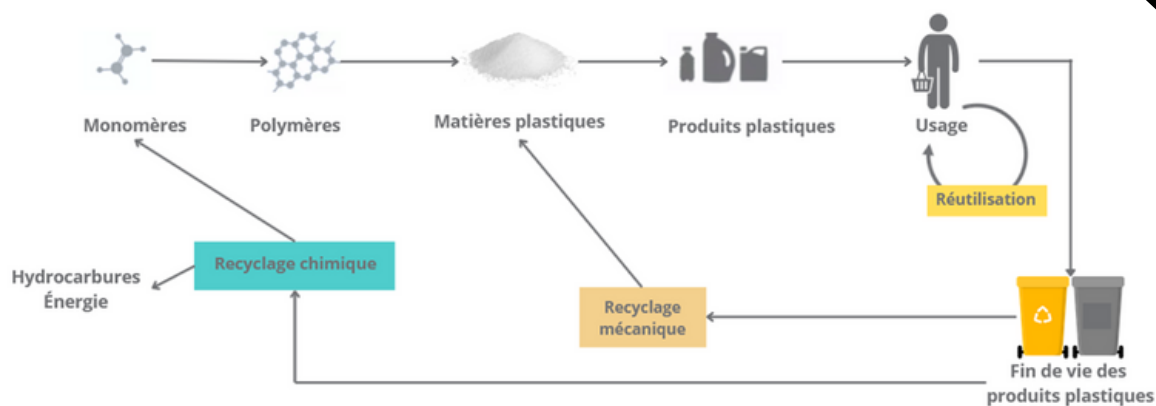 Monomères
Polymères
Matières plastiques
Produits plastiques
Usage
Réutilisation
Recyclage chimique
Hydrocarbures
Énergie
Recyclage
mécanique
Fin de vie des
produits plastiques